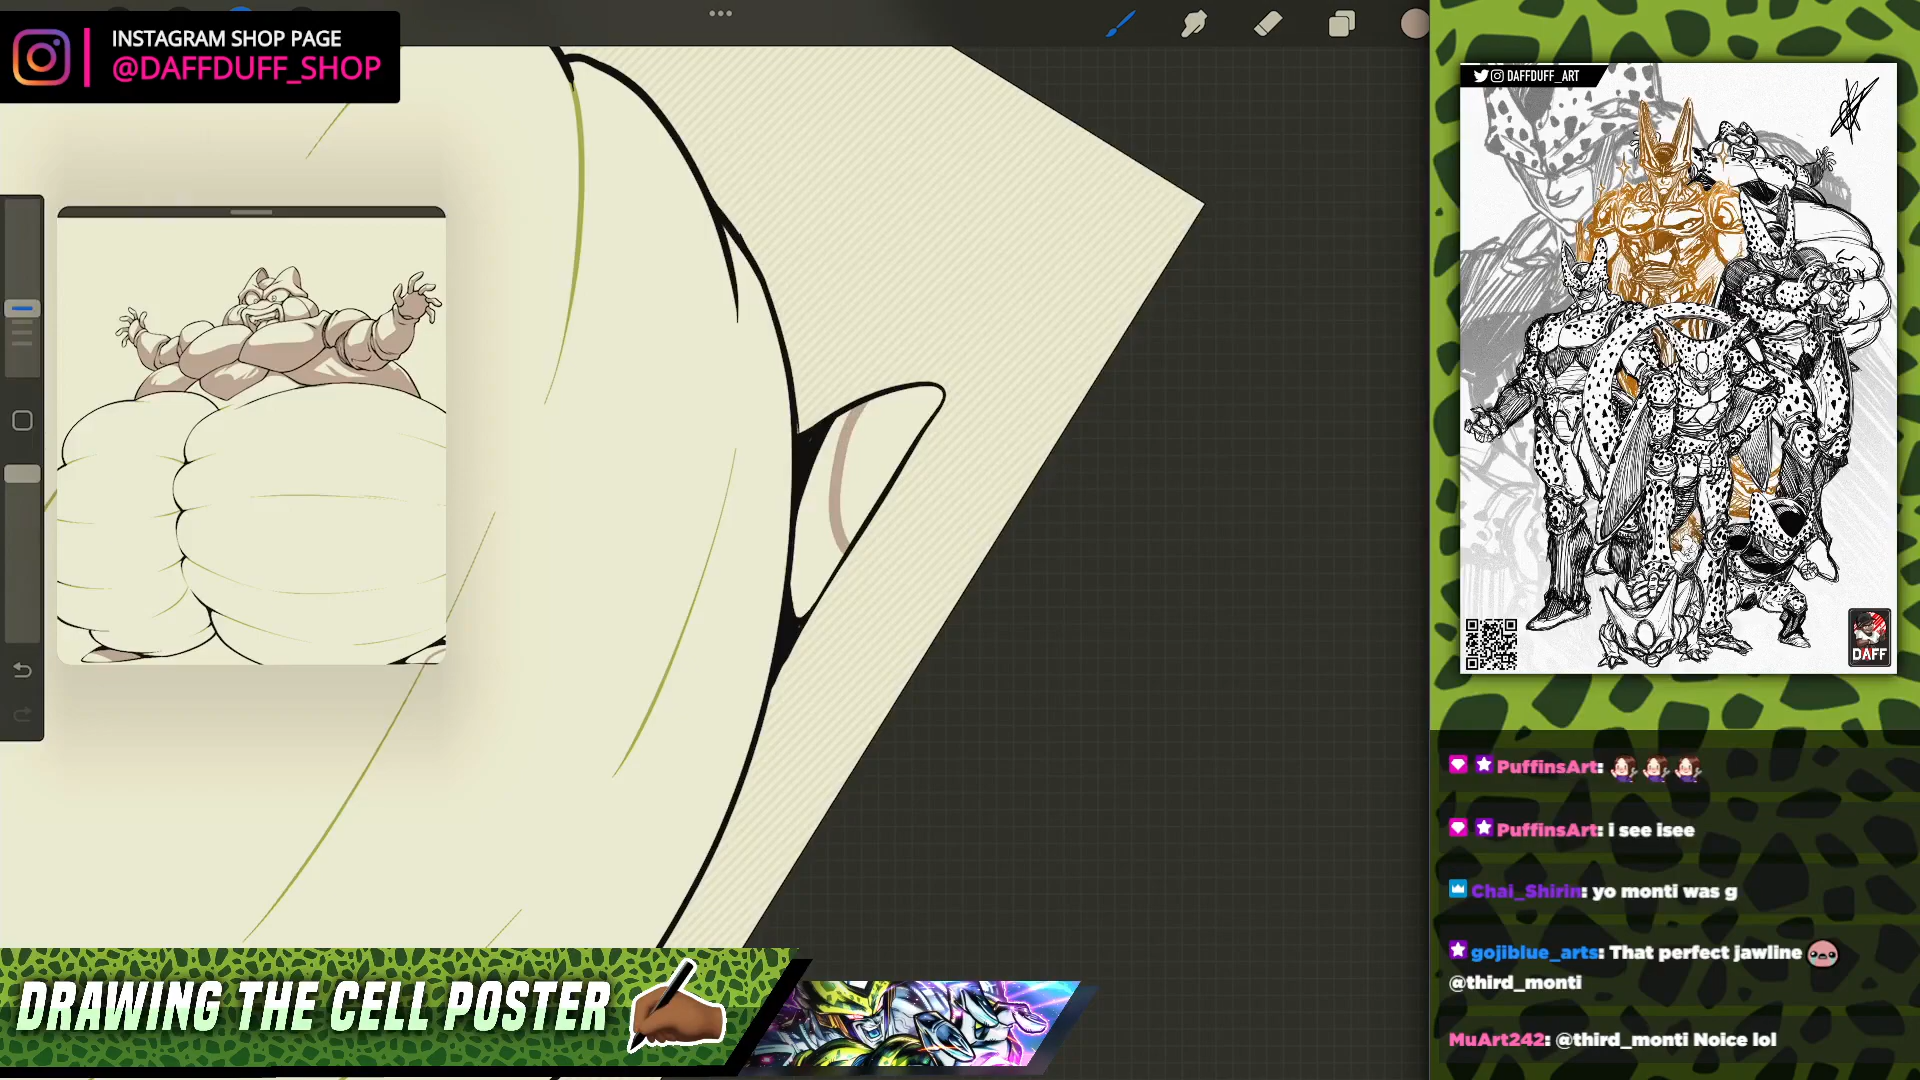 INSTAGRAM SHOP PAGE
@DAFFDUFF_SHOP
DAFFDUFF_ART
DAFF
PuffinsArt:
PuffinsArt: i see isee
Chai_Shirin: yo monti was g
gojiblue_arts: That perfect jawline
@third_monti
MuArt242: @third_monti Noice lol
DRAWING THE CELL POSTER